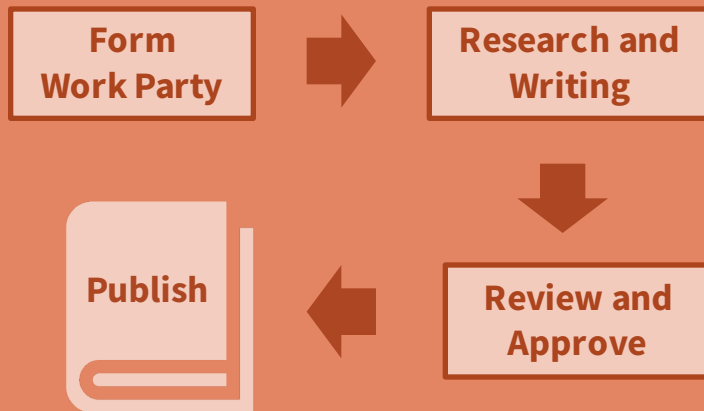 Form
Work Party
Research and
Writing
Review and
Approve
Publish